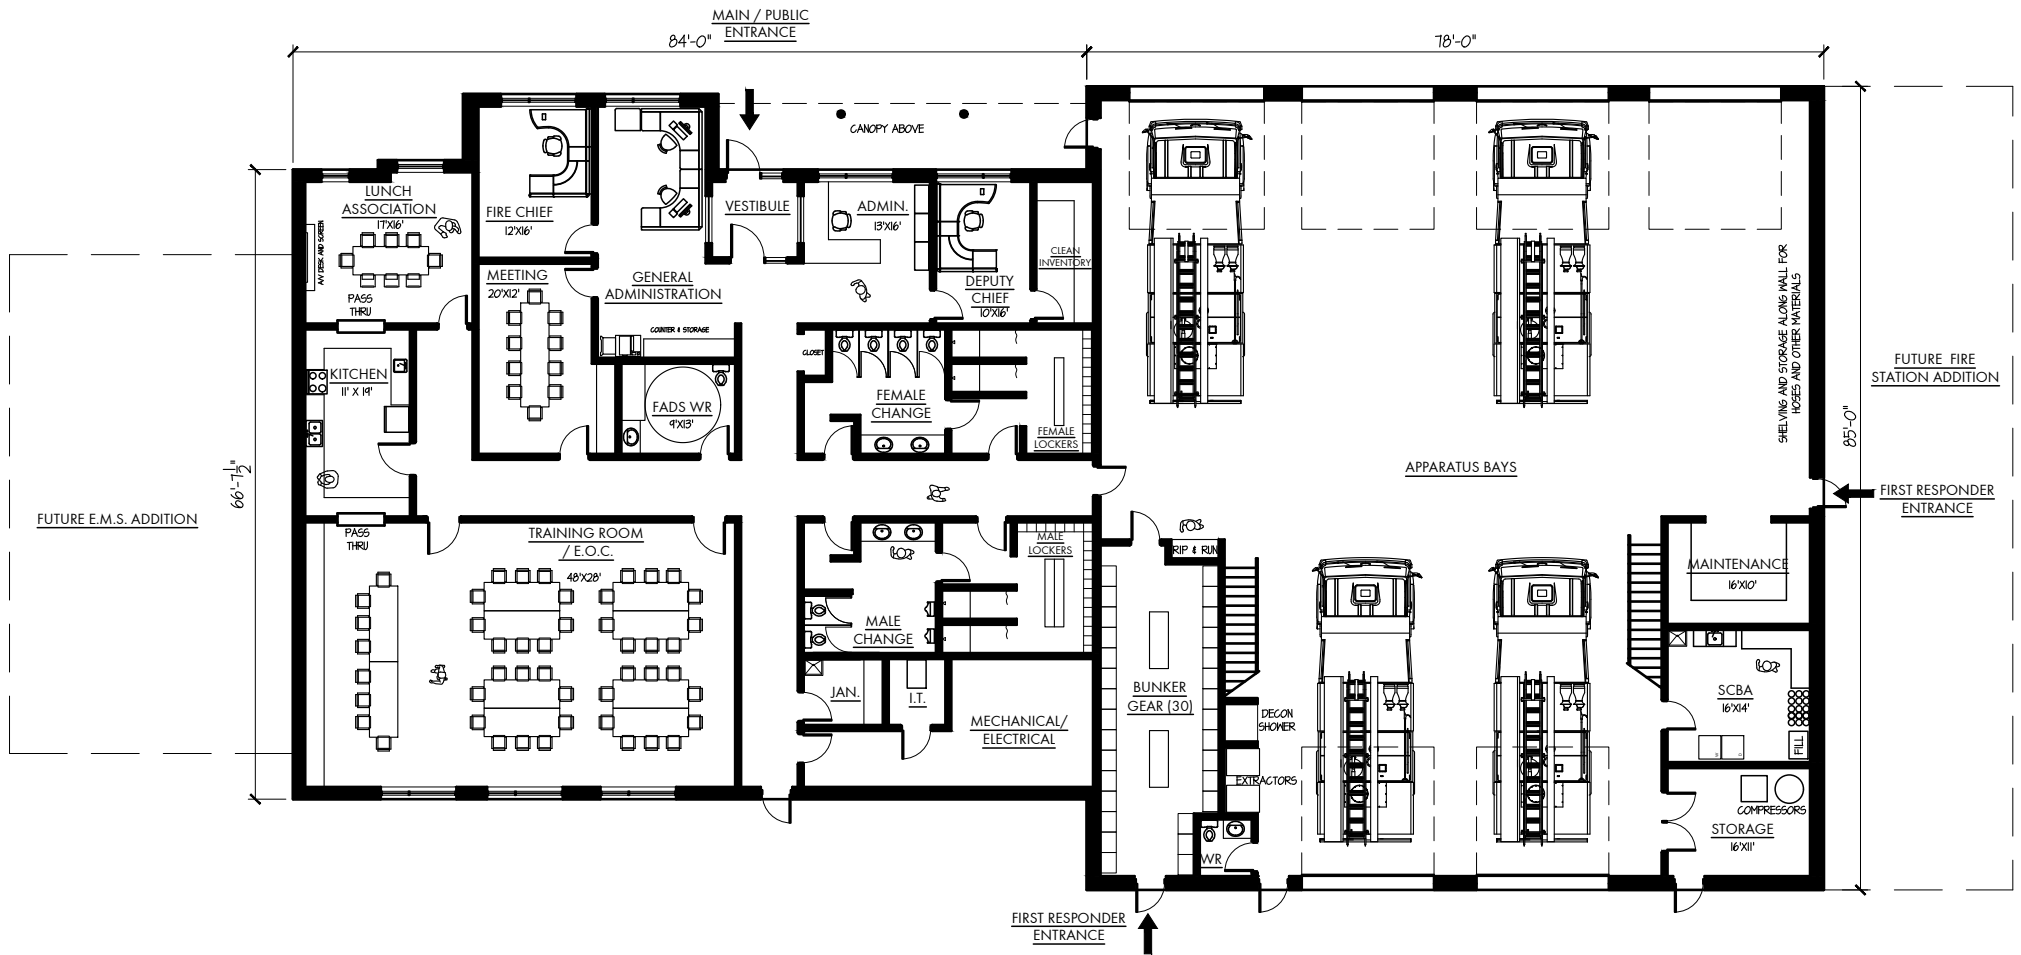 MAIN / PUBLIC
ENTRANCE
84'-0"
78'-0"
CANOPY ABOVE
LUNCH
ASSOCIATION
17'X16'
A/V DESK AND SCREEN
PASS
THRU
FIRE CHIEF
12'X16'
VESTIBULE
ADMIN.
13'X16'
CLEAN
INVENTORY
DEPUTY
CHIEF
10'X16'
MEETING
20'X12'
GENERAL
ADMINISTRATION
COUNTER & STORAGE
CLOSET
KITCHEN
11' X 19'
FADS WR
9'X13'
FEMALE
CHANGE
FEMALE
LOCKERS
SHELVING AND STORAGE ALONG WALL FOR
HOSES AND OTHER MATERIALS
FUTURE FIRE
STATION ADDITION
85'-0"
66'-7 1/2"
APPARATUS BAYS
FIRST RESPONDER
ENTRANCE
FUTURE E.M.S. ADDITION
PASS
THRU
TRAINING ROOM
/ E.O.C.
48'X28'
MALE
LOCKERS
RIP & RUN
MAINTENANCE
16'X10'
MALE
CHANGE
JAN.
I.T.
MECHANICAL/
ELECTRICAL
BUNKER
GEAR (30)
DECON
SHOWER
EXTRACTORS
SCBA
16'X14'
FILL
COMPRESSORS
STORAGE
16'X11'
WR
FIRST RESPONDER
ENTRANCE